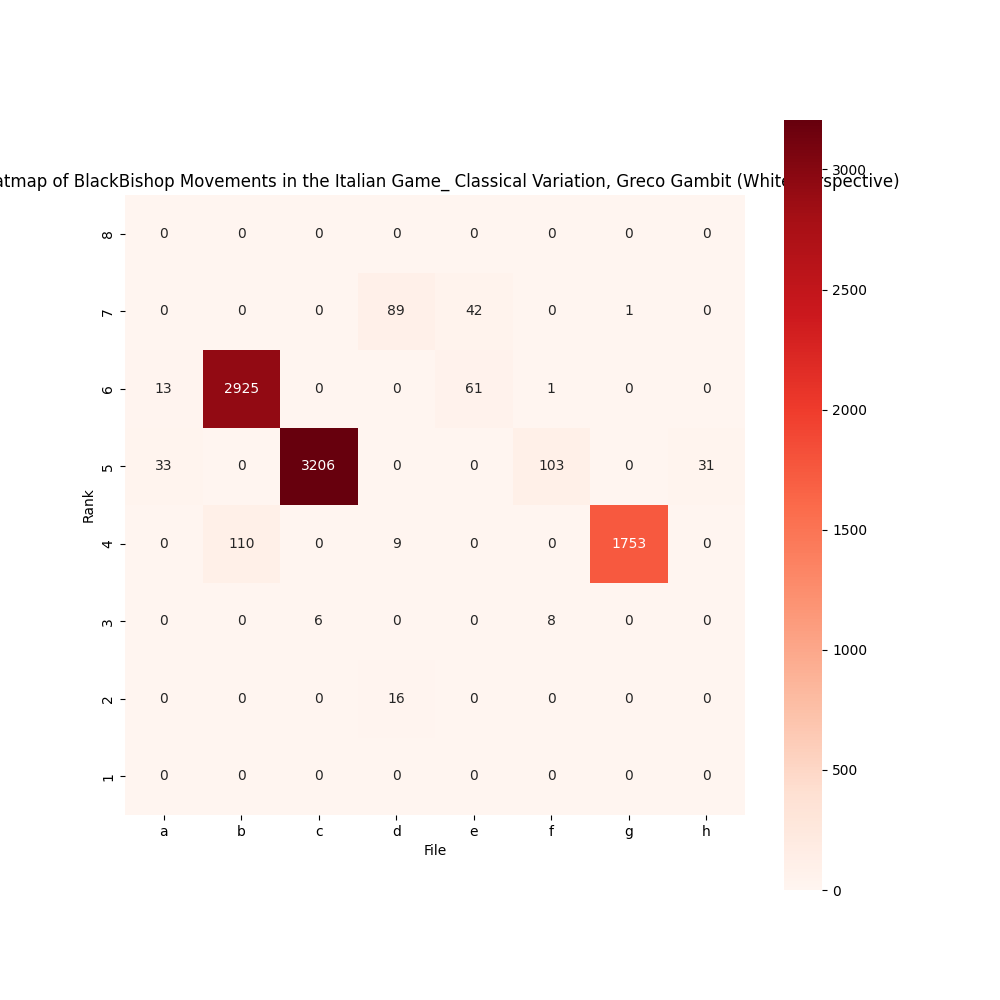 atmap of BlackBishop Movements in the Italian Game_ Classical Variation, Greco Gambit (White Perspective)
8 0 0 0 0 0 0 0 0
7 0 0 0 89 42 0 1 0
6 13 2925 0 0 61 1 0 0
5 33 0 3206 0 0 103 0 31
4 0 110 0 9 0 0 1753 0
3 0 0 6 0 0 8 0 0
2 0 0 0 16 0 0 0 0
1 0 0 0 0 0 0 0 0
a b c d e f g h
File
Rank
3000
2500
2000
1500
1000
500
0